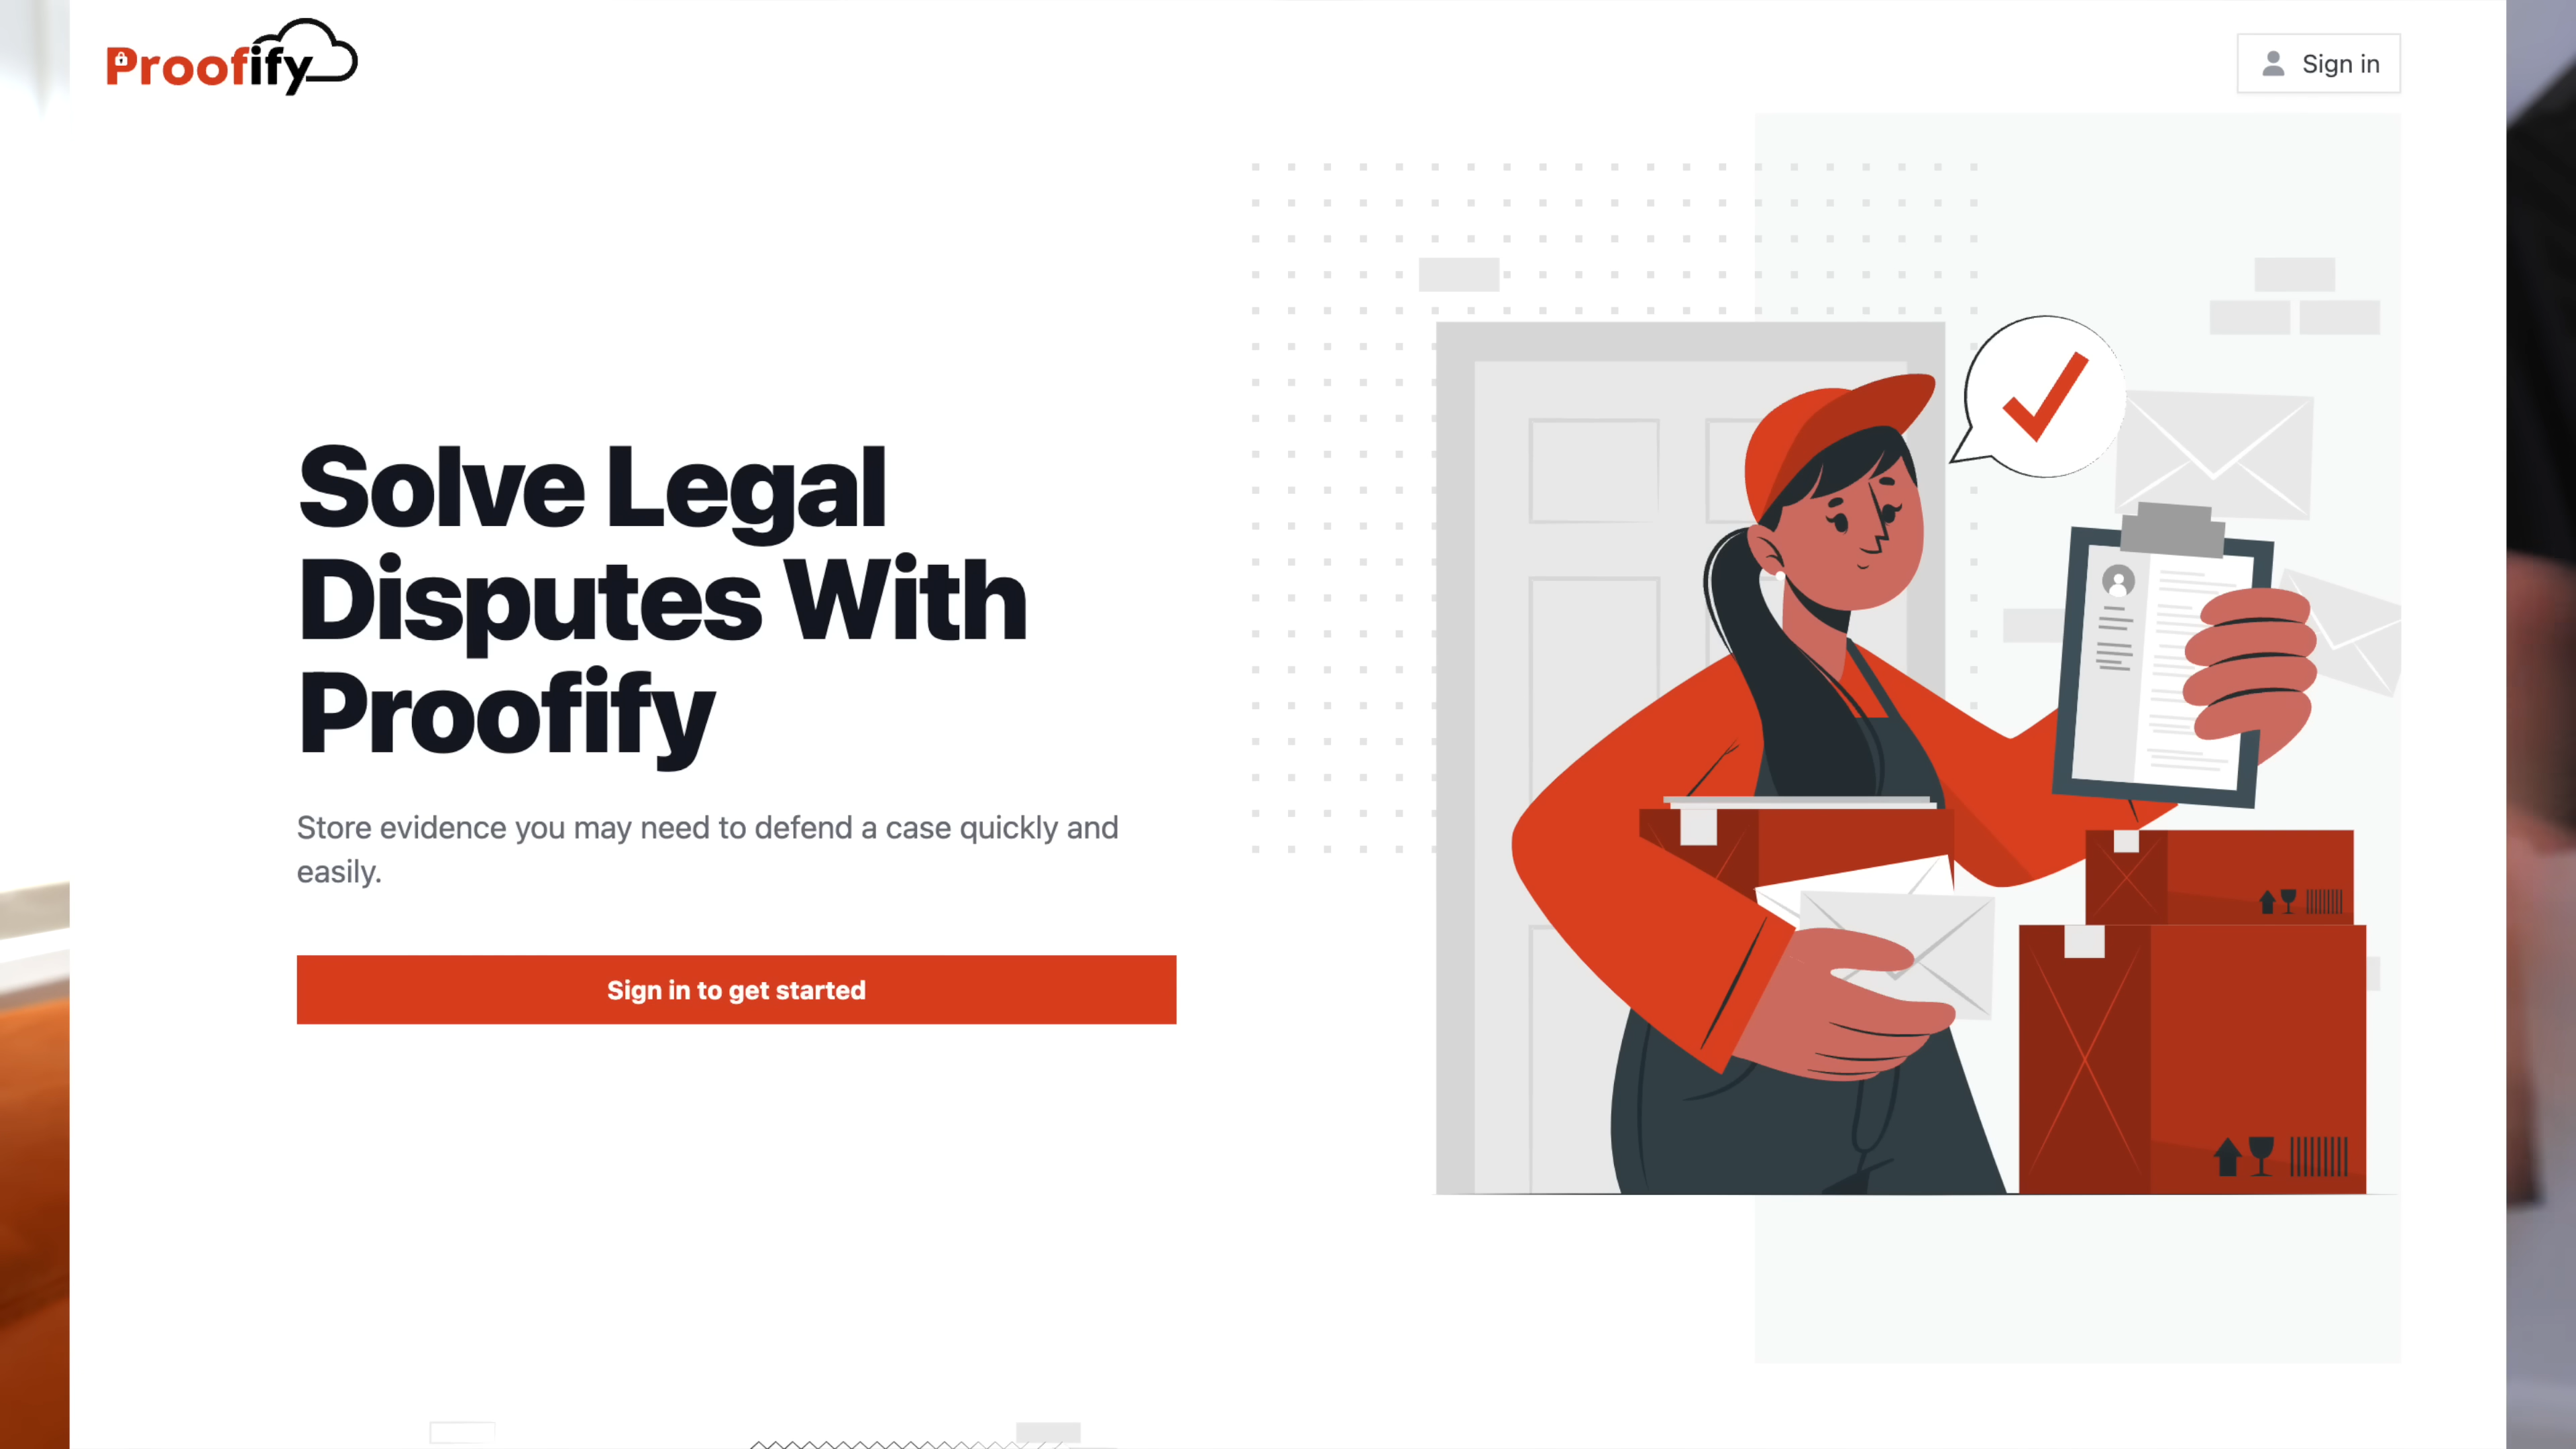 Proofify
Sign in
Solve Legal
Disputes With
Proofify
Store evidence you may need to defend a case quickly and
easily.
Sign in to get started